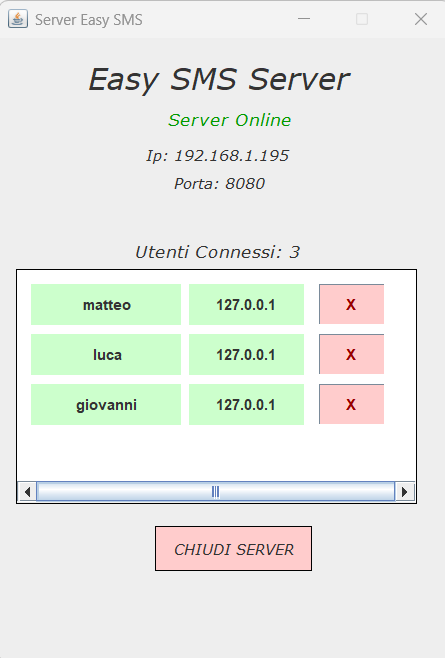 Server Easy SMS
Easy SMS Server
Server Online
Ip: 192.168.1.195
Porta: 8080
Utenti Connessi: 3
matteo 127.0.0.1 X
luca 127.0.0.1 X
giovanni 127.0.0.1 X
CHIUDI SERVER